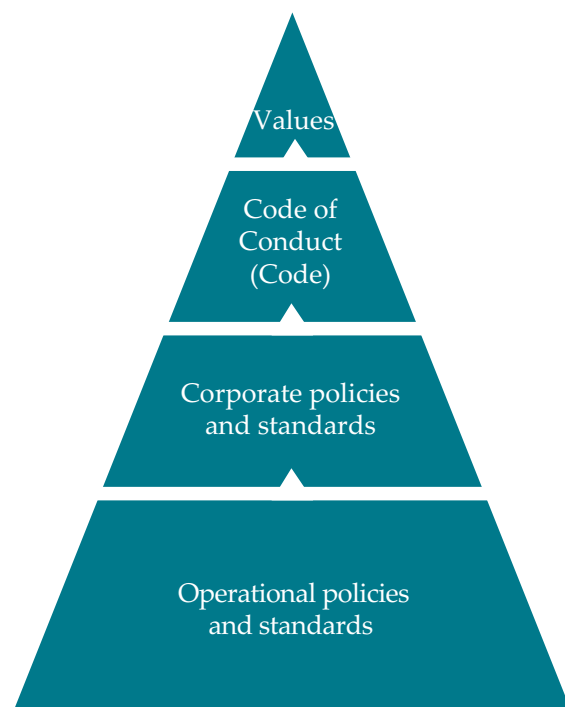 Values
Code of
Conduct
(Code)
Corporate policies
and standards
Operational policies
and standards